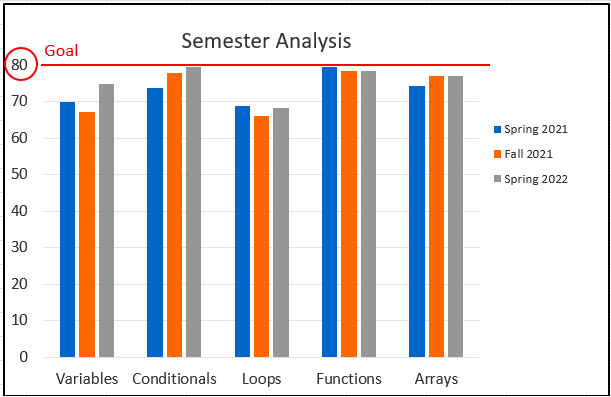 Semester Analysis
Goal
80
70
60
50
40
30
20
10
0
Variables Conditionals Loops Functions Arrays
Spring 2021
Fall 2021
Spring 2022